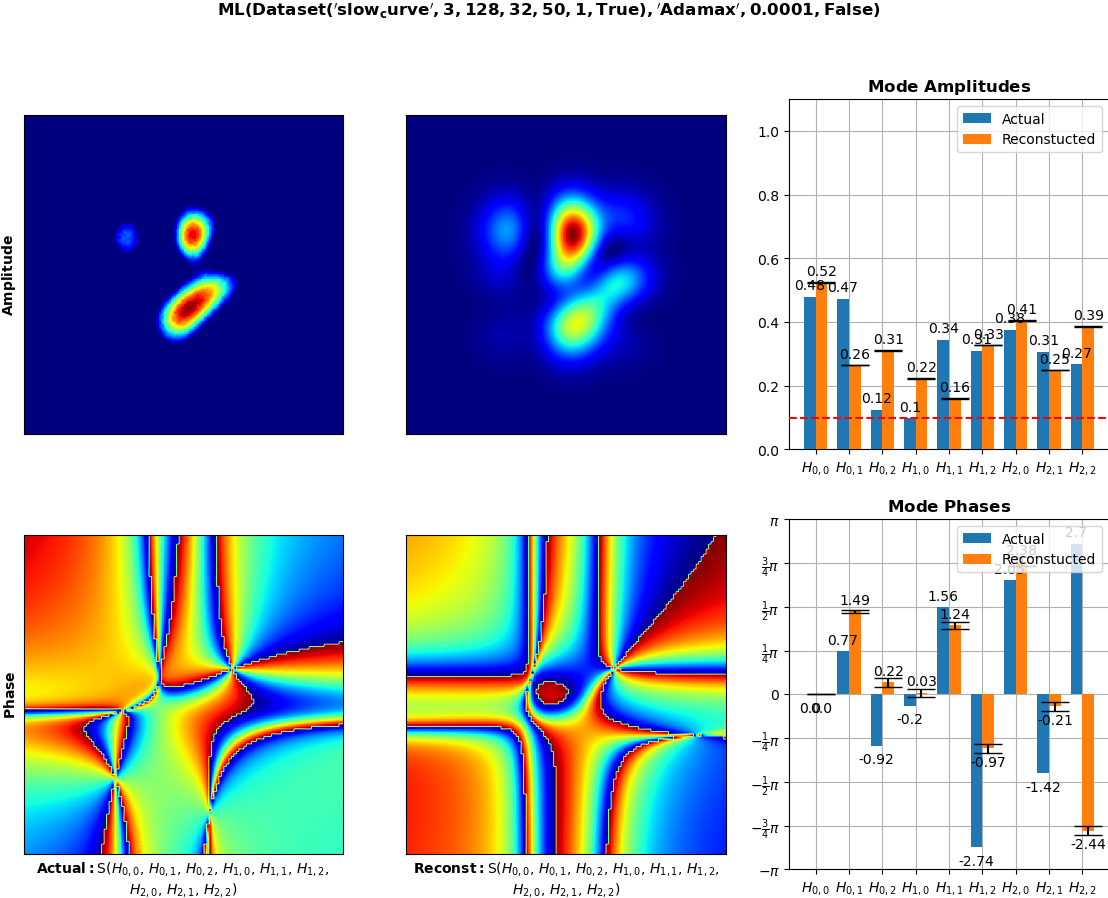 ML(Dataset('slow_curve', 3, 128, 32, 50, 1, True), 'Adamax', 0.0001, False)
Amplitude
Mode Amplitudes
Actual
Reconstucted
1.0
0.8
0.6
0.4
0.2
0.0
0.48 0.52
0.47 0.26
0.12 0.31
0.1 0.22
0.34 0.16
0.31 0.33
0.38 0.41
0.31 0.25
0.27 0.39
H0,0 H0,1 H0,2 H1,0 H1,1 H1,2 H2,0 H2,1 H2,2
Phase
Actual: S(H0,0, H0,1, H0,2, H1,0, H1,1, H1,2,
H2,0, H2,1, H2,2)
Reconst: S(H0,0, H0,1, H0,2, H1,0, H1,1, H1,2,
H2,0, H2,1, H2,2)
Mode Phases
Actual
Reconstucted
π
3/4π
1/2π
1/4π
0
−1/4π
−1/2π
−3/4π
−π
0.0 0.0
0.77 1.49
-0.92 0.22
-0.2 0.03
1.56 1.24
-2.74 -0.97
2.38
-1.42 -0.21
2.7 -2.44
H0,0 H0,1 H0,2 H1,0 H1,1 H1,2 H2,0 H2,1 H2,2